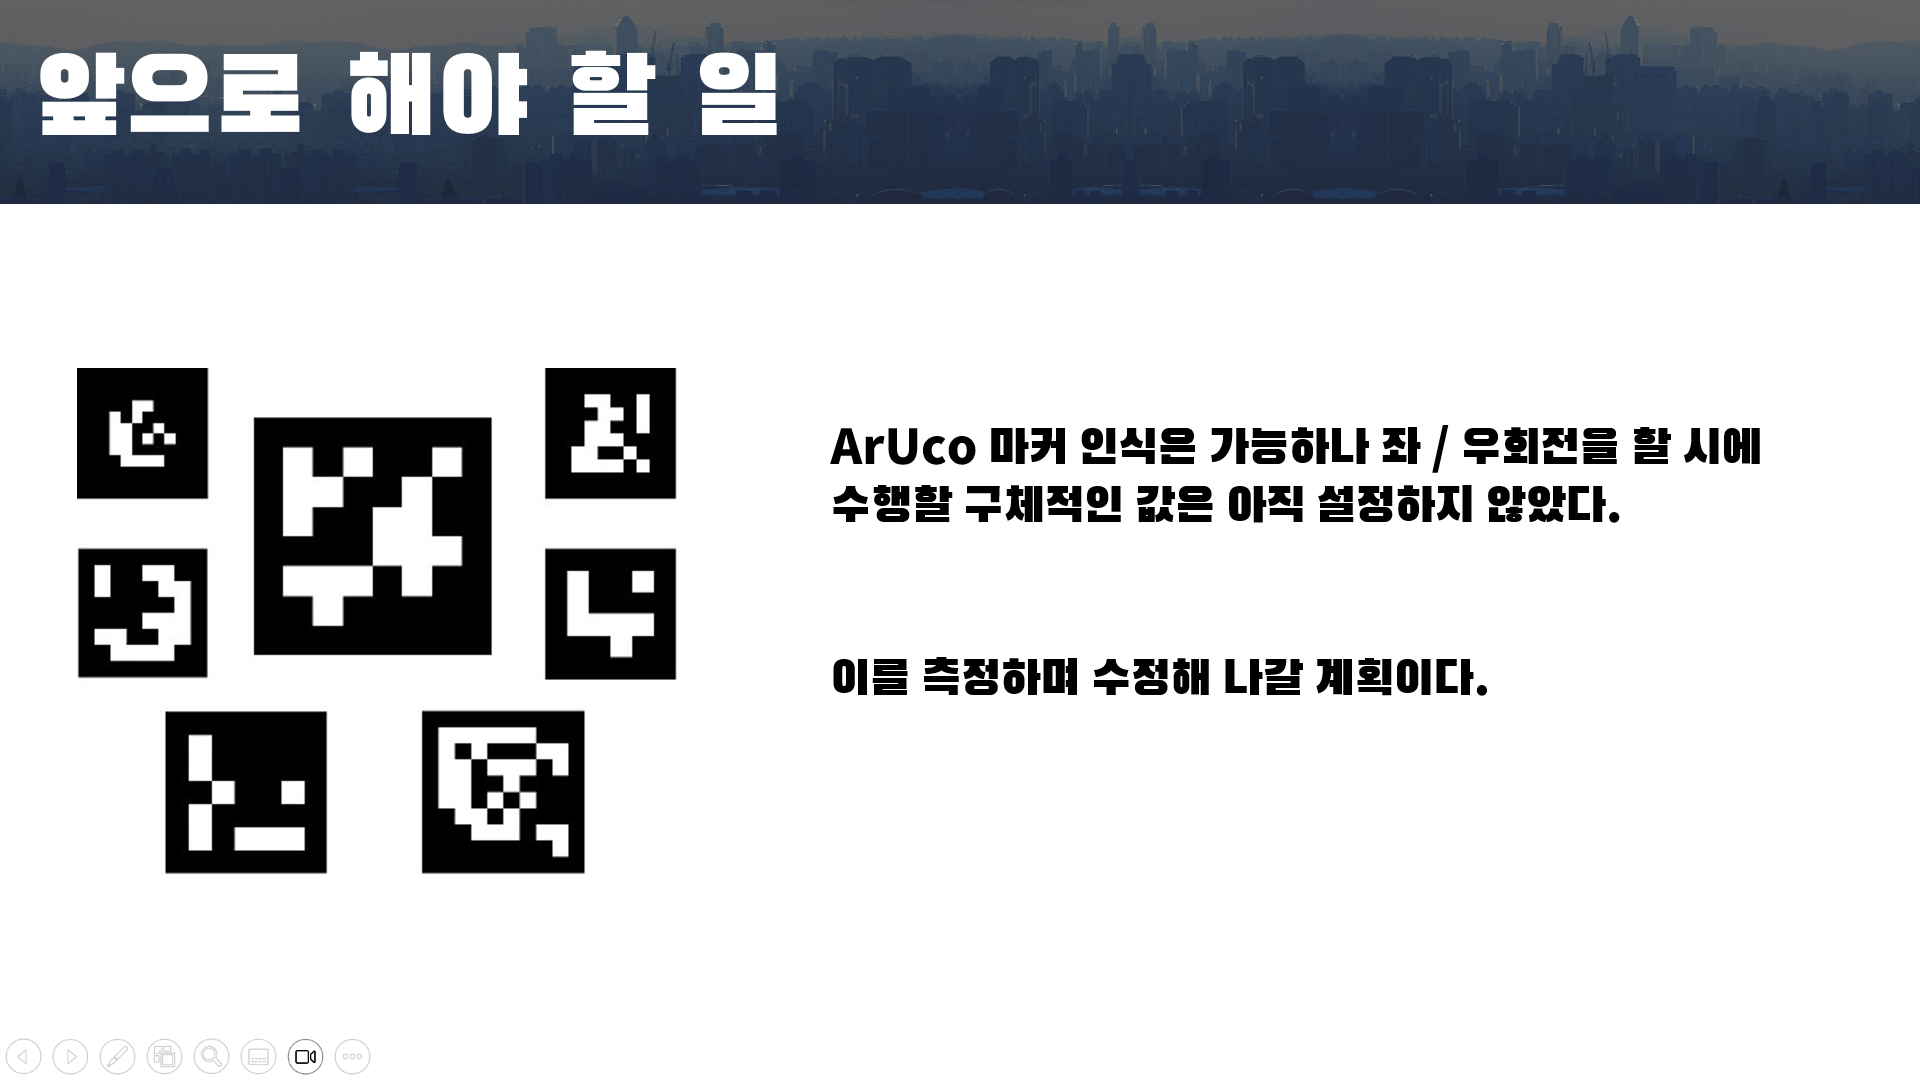 앞으로 해야 할 일
ArUco 마커 인식은 가능하나 좌 / 우회전을 할 시에
수행할 구체적인 값은 아직 설정하지 않았다.
이를 측정하며 수정해 나갈 계획이다.